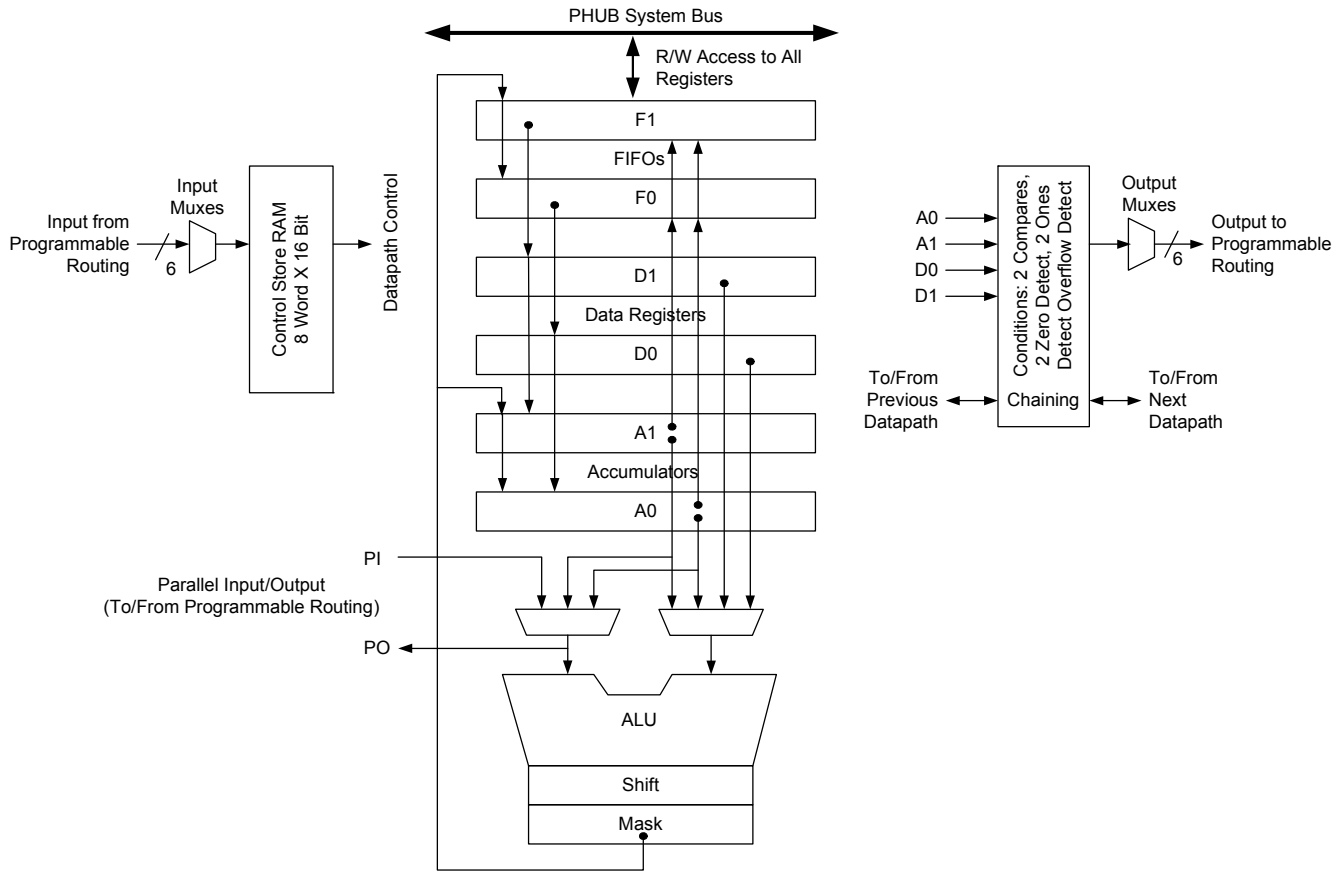 PHUB System Bus
R/W Access to All
Registers
F1
FIFOs
F0
D1
Data Registers
D0
A1
Accumulators
A0
Input from
Programmable
Routing
6
Input
Muxes
Control Store RAM
8 Word X 16 Bit
Datapath Control
PI
Parallel Input/Output
(To/From Programmable Routing)
PO
ALU
Shift
Mask
A0
A1
D0
D1
Conditions: 2 Compares,
2 Zero Detect, 2 Ones
Detect Overflow Detect
Chaining
To/From
Previous
Datapath
To/From
Next
Datapath
Output
Muxes
6
Output to
Programmable
Routing